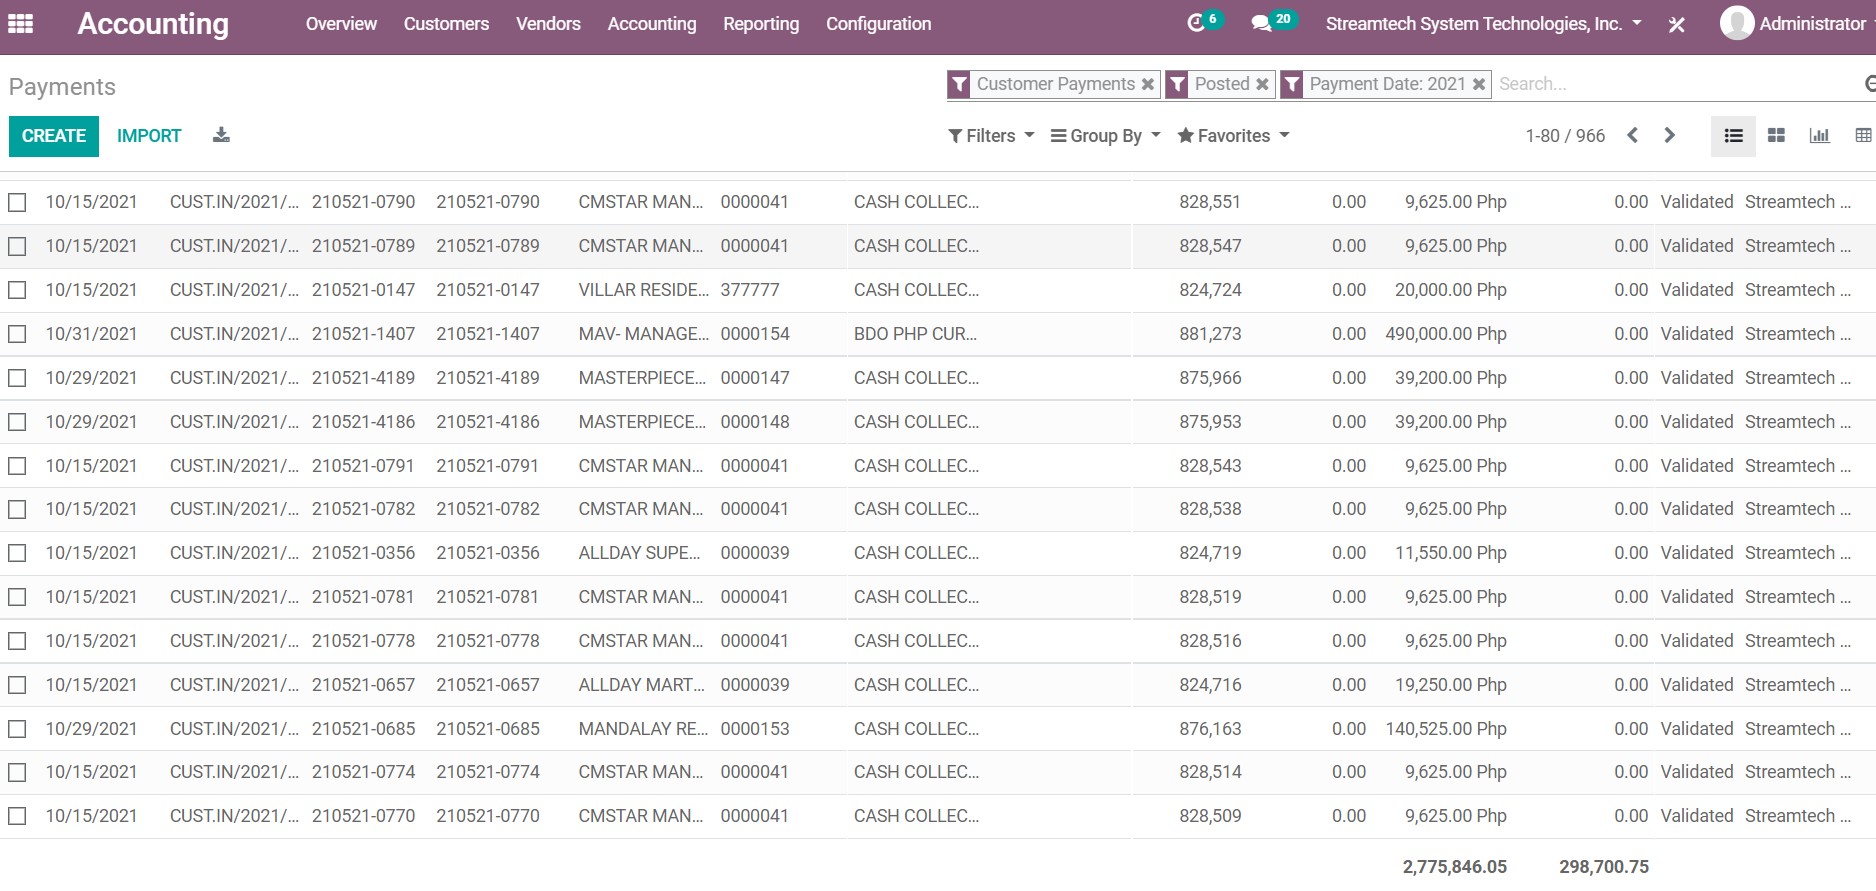 Accounting Overview Customers Vendors Accounting Reporting Configuration 6 20 Streamtech System Technologies, Inc. Administrator
Payments Customer Payments Posted Payment Date: 2021 Search...
CREATE IMPORT Filters Group By Favorites 1-80 / 966
10/15/2021 CUST.IN/2021/... 210521-0790 210521-0790 CMSTAR MAN... 0000041 CASH COLLEC... 828,551 0.00 9,625.00 Php 0.00 Validated Streamtech ...
10/15/2021 CUST.IN/2021/... 210521-0789 210521-0789 CMSTAR MAN... 0000041 CASH COLLEC... 828,547 0.00 9,625.00 Php 0.00 Validated Streamtech ...
10/15/2021 CUST.IN/2021/... 210521-0147 210521-0147 VILLAR RESIDE... 377777 CASH COLLEC... 824,724 0.00 20,000.00 Php 0.00 Validated Streamtech ...
10/31/2021 CUST.IN/2021/... 210521-1407 210521-1407 MAV- MANAGE... 0000154 BDO PHP CUR... 881,273 0.00 490,000.00 Php 0.00 Validated Streamtech ...
10/29/2021 CUST.IN/2021/... 210521-4189 210521-4189 MASTERPIECE... 0000147 CASH COLLEC... 875,966 0.00 39,200.00 Php 0.00 Validated Streamtech ...
10/29/2021 CUST.IN/2021/... 210521-4186 210521-4186 MASTERPIECE... 0000148 CASH COLLEC... 875,953 0.00 39,200.00 Php 0.00 Validated Streamtech ...
10/15/2021 CUST.IN/2021/... 210521-0791 210521-0791 CMSTAR MAN... 0000041 CASH COLLEC... 828,543 0.00 9,625.00 Php 0.00 Validated Streamtech ...
10/15/2021 CUST.IN/2021/... 210521-0782 210521-0782 CMSTAR MAN... 0000041 CASH COLLEC... 828,538 0.00 9,625.00 Php 0.00 Validated Streamtech ...
10/15/2021 CUST.IN/2021/... 210521-0356 210521-0356 ALLDAY SUPE... 0000039 CASH COLLEC... 824,719 0.00 11,550.00 Php 0.00 Validated Streamtech ...
10/15/2021 CUST.IN/2021/... 210521-0781 210521-0781 CMSTAR MAN... 0000041 CASH COLLEC... 828,519 0.00 9,625.00 Php 0.00 Validated Streamtech ...
10/15/2021 CUST.IN/2021/... 210521-0778 210521-0778 CMSTAR MAN... 0000041 CASH COLLEC... 828,516 0.00 9,625.00 Php 0.00 Validated Streamtech ...
10/15/2021 CUST.IN/2021/... 210521-0657 210521-0657 ALLDAY MART... 0000039 CASH COLLEC... 824,716 0.00 19,250.00 Php 0.00 Validated Streamtech ...
10/29/2021 CUST.IN/2021/... 210521-0685 210521-0685 MANDALAY RE... 0000153 CASH COLLEC... 876,163 0.00 140,525.00 Php 0.00 Validated Streamtech ...
10/15/2021 CUST.IN/2021/... 210521-0774 210521-0774 CMSTAR MAN... 0000041 CASH COLLEC... 828,514 0.00 9,625.00 Php 0.00 Validated Streamtech ...
10/15/2021 CUST.IN/2021/... 210521-0770 210521-0770 CMSTAR MAN... 0000041 CASH COLLEC... 828,509 0.00 9,625.00 Php 0.00 Validated Streamtech ...
2,775,846.05 298,700.75